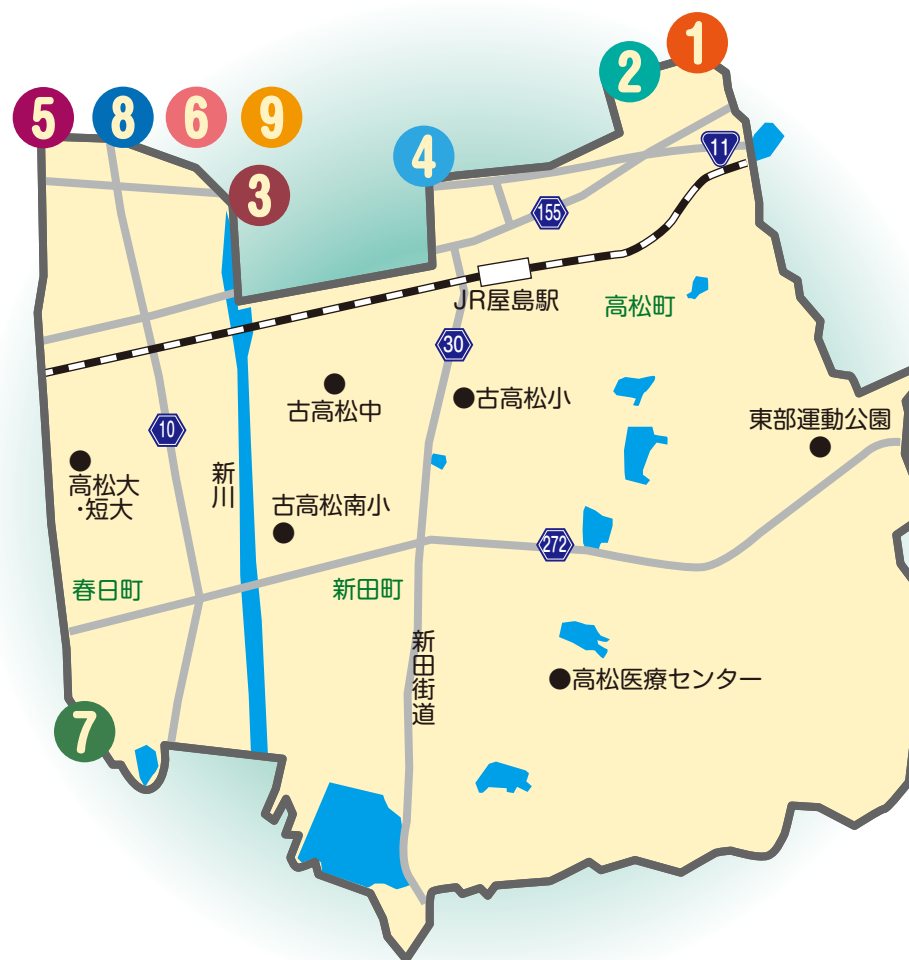 1
2
5
8
6
9
4
11
3
155
JR屋島駅
高松町
30
古高松中
古高松小
10
東部運動公園
高松大
・短大
新川
古高松南小
272
春日町
新田町
新田街道
高松医療センター
7